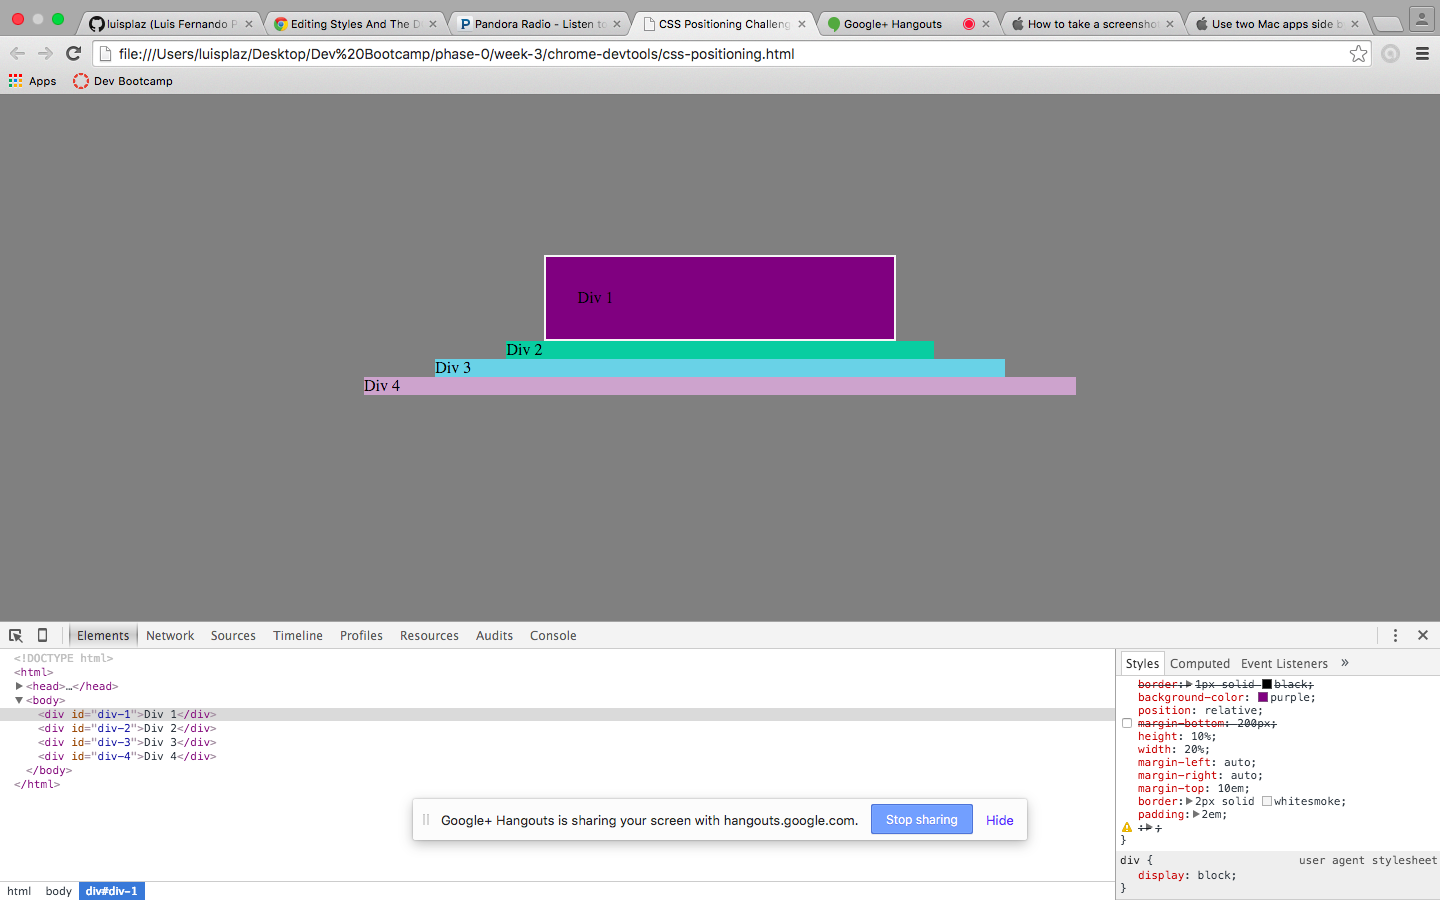 luisplaz (Luis Fernando P
Editing Styles And The D
Pandora Radio - Listen to
CSS Positioning Challeng
Google+ Hangouts
How to take a screensho
Use two Mac apps side b
file:///Users/luisplaz/Desktop/Dev%20Bootcamp/phase-0/week-3/chrome-devtools/css-positioning.html
Apps Dev Bootcamp
Div 1
Div 2
Div 3
Div 4
Elements Network Sources Timeline Profiles Resources Audits Console
<!DOCTYPE html>
<html>
<head>…</head>
<body>
<div id="div-1">Div 1</div>
<div id="div-2">Div 2</div>
<div id="div-3">Div 3</div>
<div id="div-4">Div 4</div>
</body>
</html>
Styles Computed Event Listeners »
border: 1px solid black;
background-color: purple;
position: relative;
margin-bottom: 200px;
height: 10%;
width: 20%;
margin-left: auto;
margin-right: auto;
margin-top: 10em;
border: 2px solid whitesmoke;
padding: 2em;
: ;
}
div { user agent stylesheet
display: block;
}
Google+ Hangouts is sharing your screen with hangouts.google.com. Stop sharing Hide
html body div#div-1